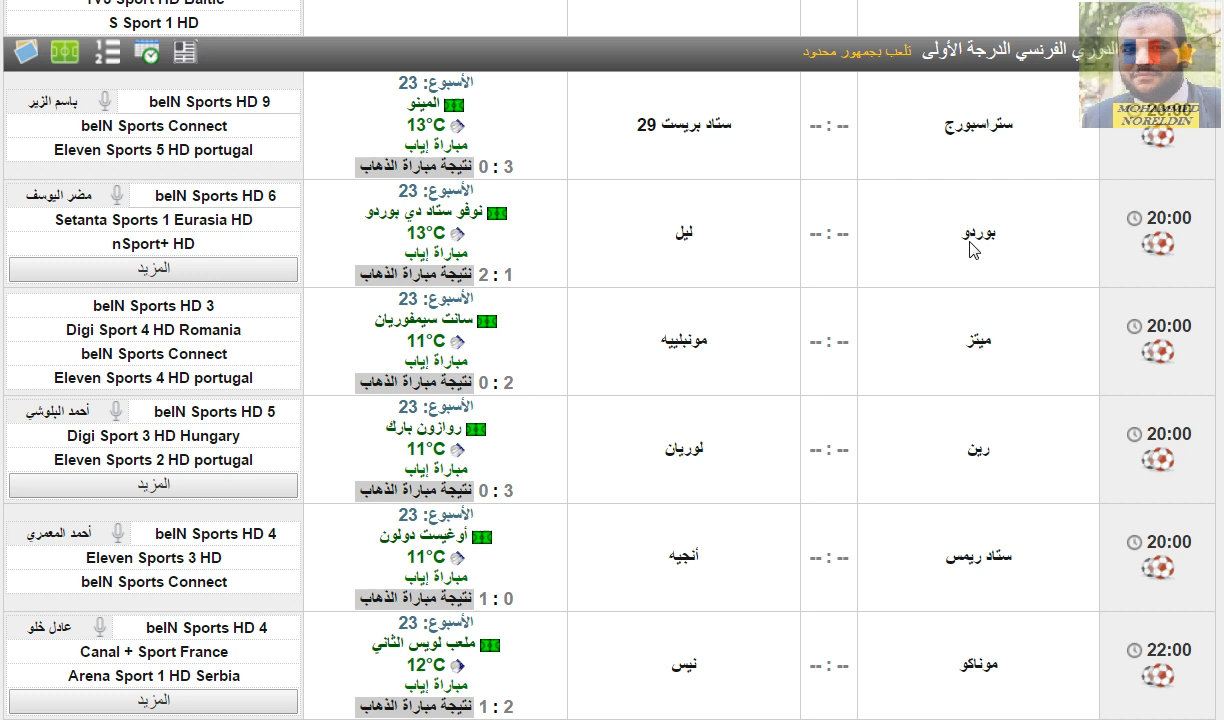 S Sport 1 HD
الدوري الفرنسي الدرجة الأولى تلعب بجمهور محدود
MOHAMMED
NORELDIN
20:00
ستراسبورج
-- : --
ستاد بريست 29
الأسبوع: 23
المينو
13°C
مباراة إياب
3 : 0 نتيجة مباراة الذهاب
beIN Sports HD 9
باسم الزير
beIN Sports Connect
Eleven Sports 5 HD portugal
20:00
بوردو
-- : --
ليل
الأسبوع: 23
نوفو ستاد دي بوردو
13°C
مباراة إياب
1 : 2 نتيجة مباراة الذهاب
beIN Sports HD 6
مضر اليوسف
Setanta Sports 1 Eurasia HD
nSport+ HD
المزيد
20:00
ميتز
-- : --
مونبلييه
الأسبوع: 23
سانت سيمفوريان
11°C
مباراة إياب
2 : 0 نتيجة مباراة الذهاب
beIN Sports HD 3
Digi Sport 4 HD Romania
beIN Sports Connect
Eleven Sports 4 HD portugal
20:00
رين
-- : --
لوريان
الأسبوع: 23
روازون بارك
11°C
مباراة إياب
3 : 0 نتيجة مباراة الذهاب
beIN Sports HD 5
أحمد البلوشي
Digi Sport 3 HD Hungary
Eleven Sports 2 HD portugal
المزيد
20:00
ستاد ريمس
-- : --
أنجيه
الأسبوع: 23
أوغيست دولون
11°C
مباراة إياب
0 : 1 نتيجة مباراة الذهاب
beIN Sports HD 4
أحمد المعمري
Eleven Sports 3 HD
beIN Sports Connect
22:00
موناكو
-- : --
نيس
الأسبوع: 23
ملعب لويس الثاني
12°C
مباراة إياب
2 : 1 نتيجة مباراة الذهاب
beIN Sports HD 4
عادل خلو
Canal + Sport France
Arena Sport 1 HD Serbia
المزيد